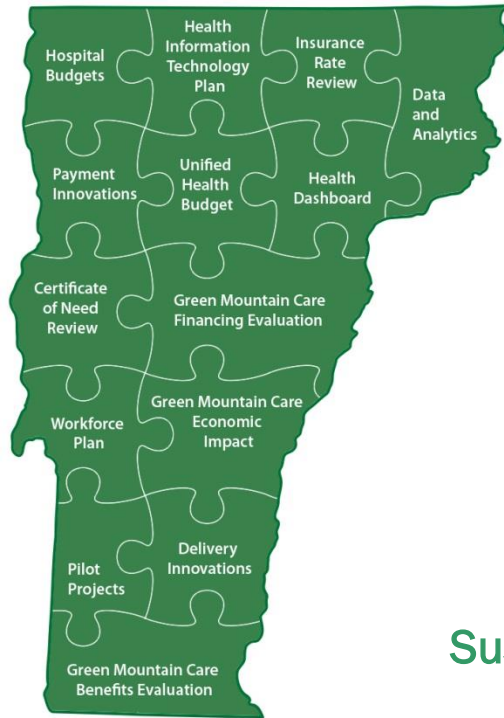 Hospital
Budgets
Health
Information
Technology
Plan
Insurance
Rate
Review
Data
and
Analytics
Payment
Innovations
Unified
Health
Budget
Health
Dashboard
Certificate
of Need
Review
Green Mountain Care
Financing Evaluation
Workforce
Plan
Green Mountain Care
Economic
Impact
Pilot
Projects
Delivery
Innovations
Green Mountain Care
Benefits Evaluation
Su